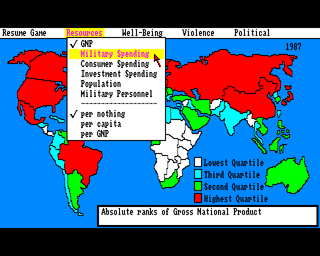 Resume Game Resources Well-Being Violence Political
1987
✓ GNP
Military Spending
Consumer Spending
Investment Spending
Population
Military Personnel
✓ per nothing
per capita
per GMP
Lowest Quartile
Third Quartile
Second Quartile
Highest Quartile
Absolute ranks of Gross National Product